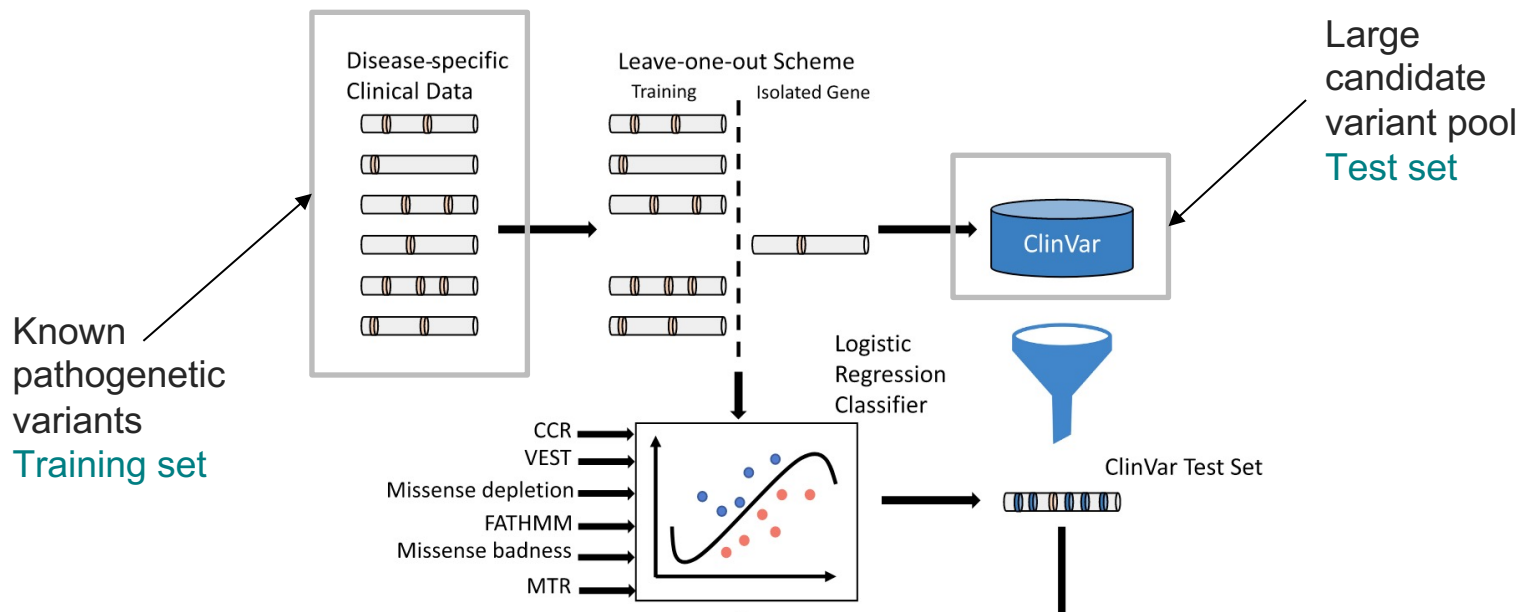 Disease-specific
Clinical Data
Leave-one-out Scheme
Training
Isolated Gene
Large
candidate
variant pool
Test set
ClinVar
Known
pathogenetic
variants
Training set
Logistic
Regression
Classifier
CCR
VEST
Missense depletion
FATHMM
Missense badness
MTR
ClinVar Test Set